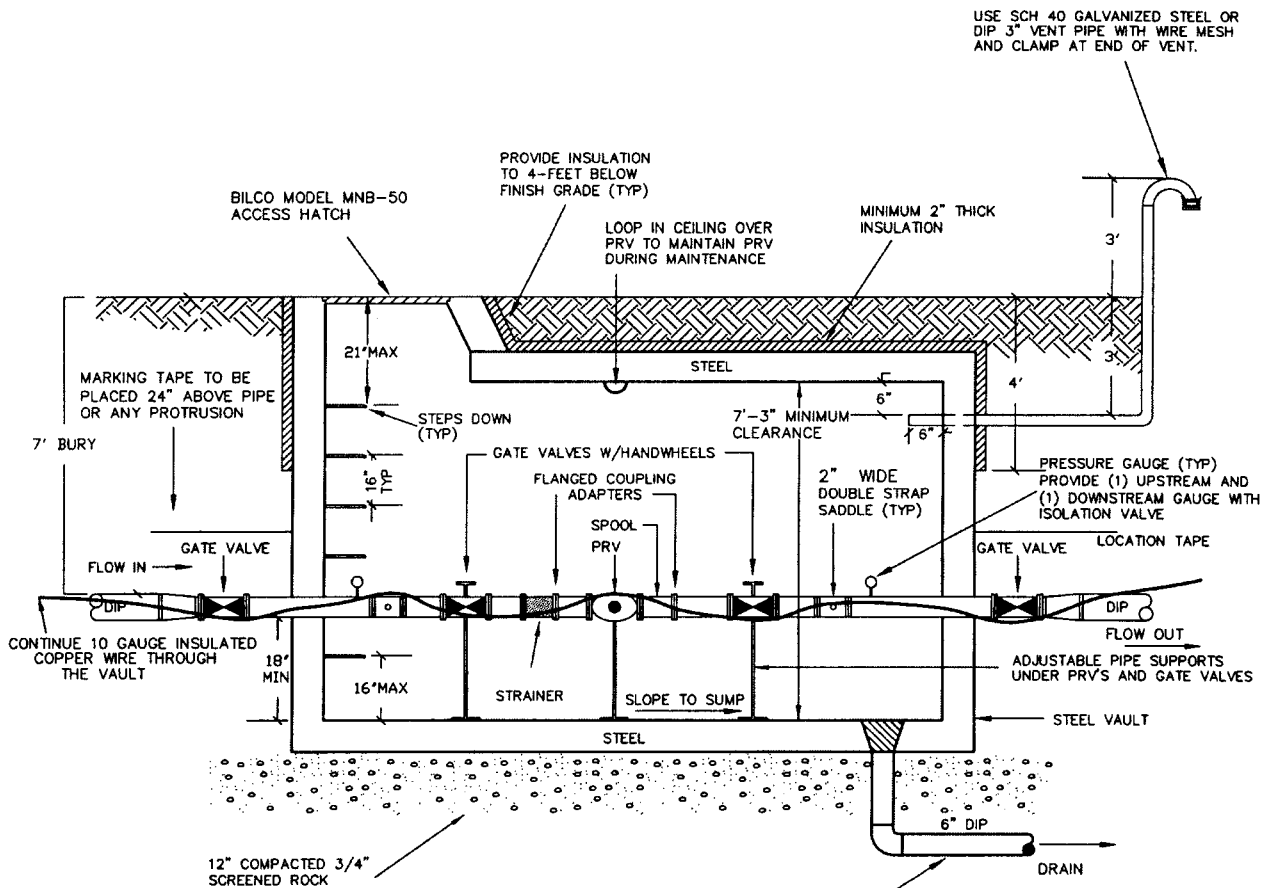 USE SCH 40 GALVANIZED STEEL OR
DIP 3" VENT PIPE WITH WIRE MESH
AND CLAMP AT END OF VENT.
PROVIDE INSULATION
TO 4-FEET BELOW
FINISH GRADE (TYP)
BILCO MODEL MNB-50
ACCESS HATCH
LOOP IN CEILING OVER
PRV TO MAINTAIN PRV
DURING MAINTENANCE
MINIMUM 2" THICK
INSULATION
3'
21"MAX
STEEL
3'
4'
MARKING TAPE TO BE
PLACED 24" ABOVE PIPE
OR ANY PROTRUSION
6"
STEPS DOWN
(TYP)
7'-3" MINIMUM
CLEARANCE
6"
7' BURY
GATE VALVES W/HANDWHEELS
16"
TYP
FLANGED COUPLING
ADAPTERS
2" WIDE
DOUBLE STRAP
SADDLE (TYP)
PRESSURE GAUGE (TYP)
PROVIDE (1) UPSTREAM AND
(1) DOWNSTREAM GAUGE WITH
ISOLATION VALVE
SPOOL
PRV
LOCATION TAPE
GATE VALVE
GATE VALVE
FLOW IN
DIP
DIP
FLOW OUT
CONTINUE 10 GAUGE INSULATED
COPPER WIRE THROUGH
THE VAULT
18"
MIN
16"MAX
STRAINER
SLOPE TO SUMP
ADJUSTABLE PIPE SUPPORTS
UNDER PRV'S AND GATE VALVES
STEEL VAULT
STEEL
6" DIP
DRAIN
12" COMPACTED 3/4"
SCREENED ROCK